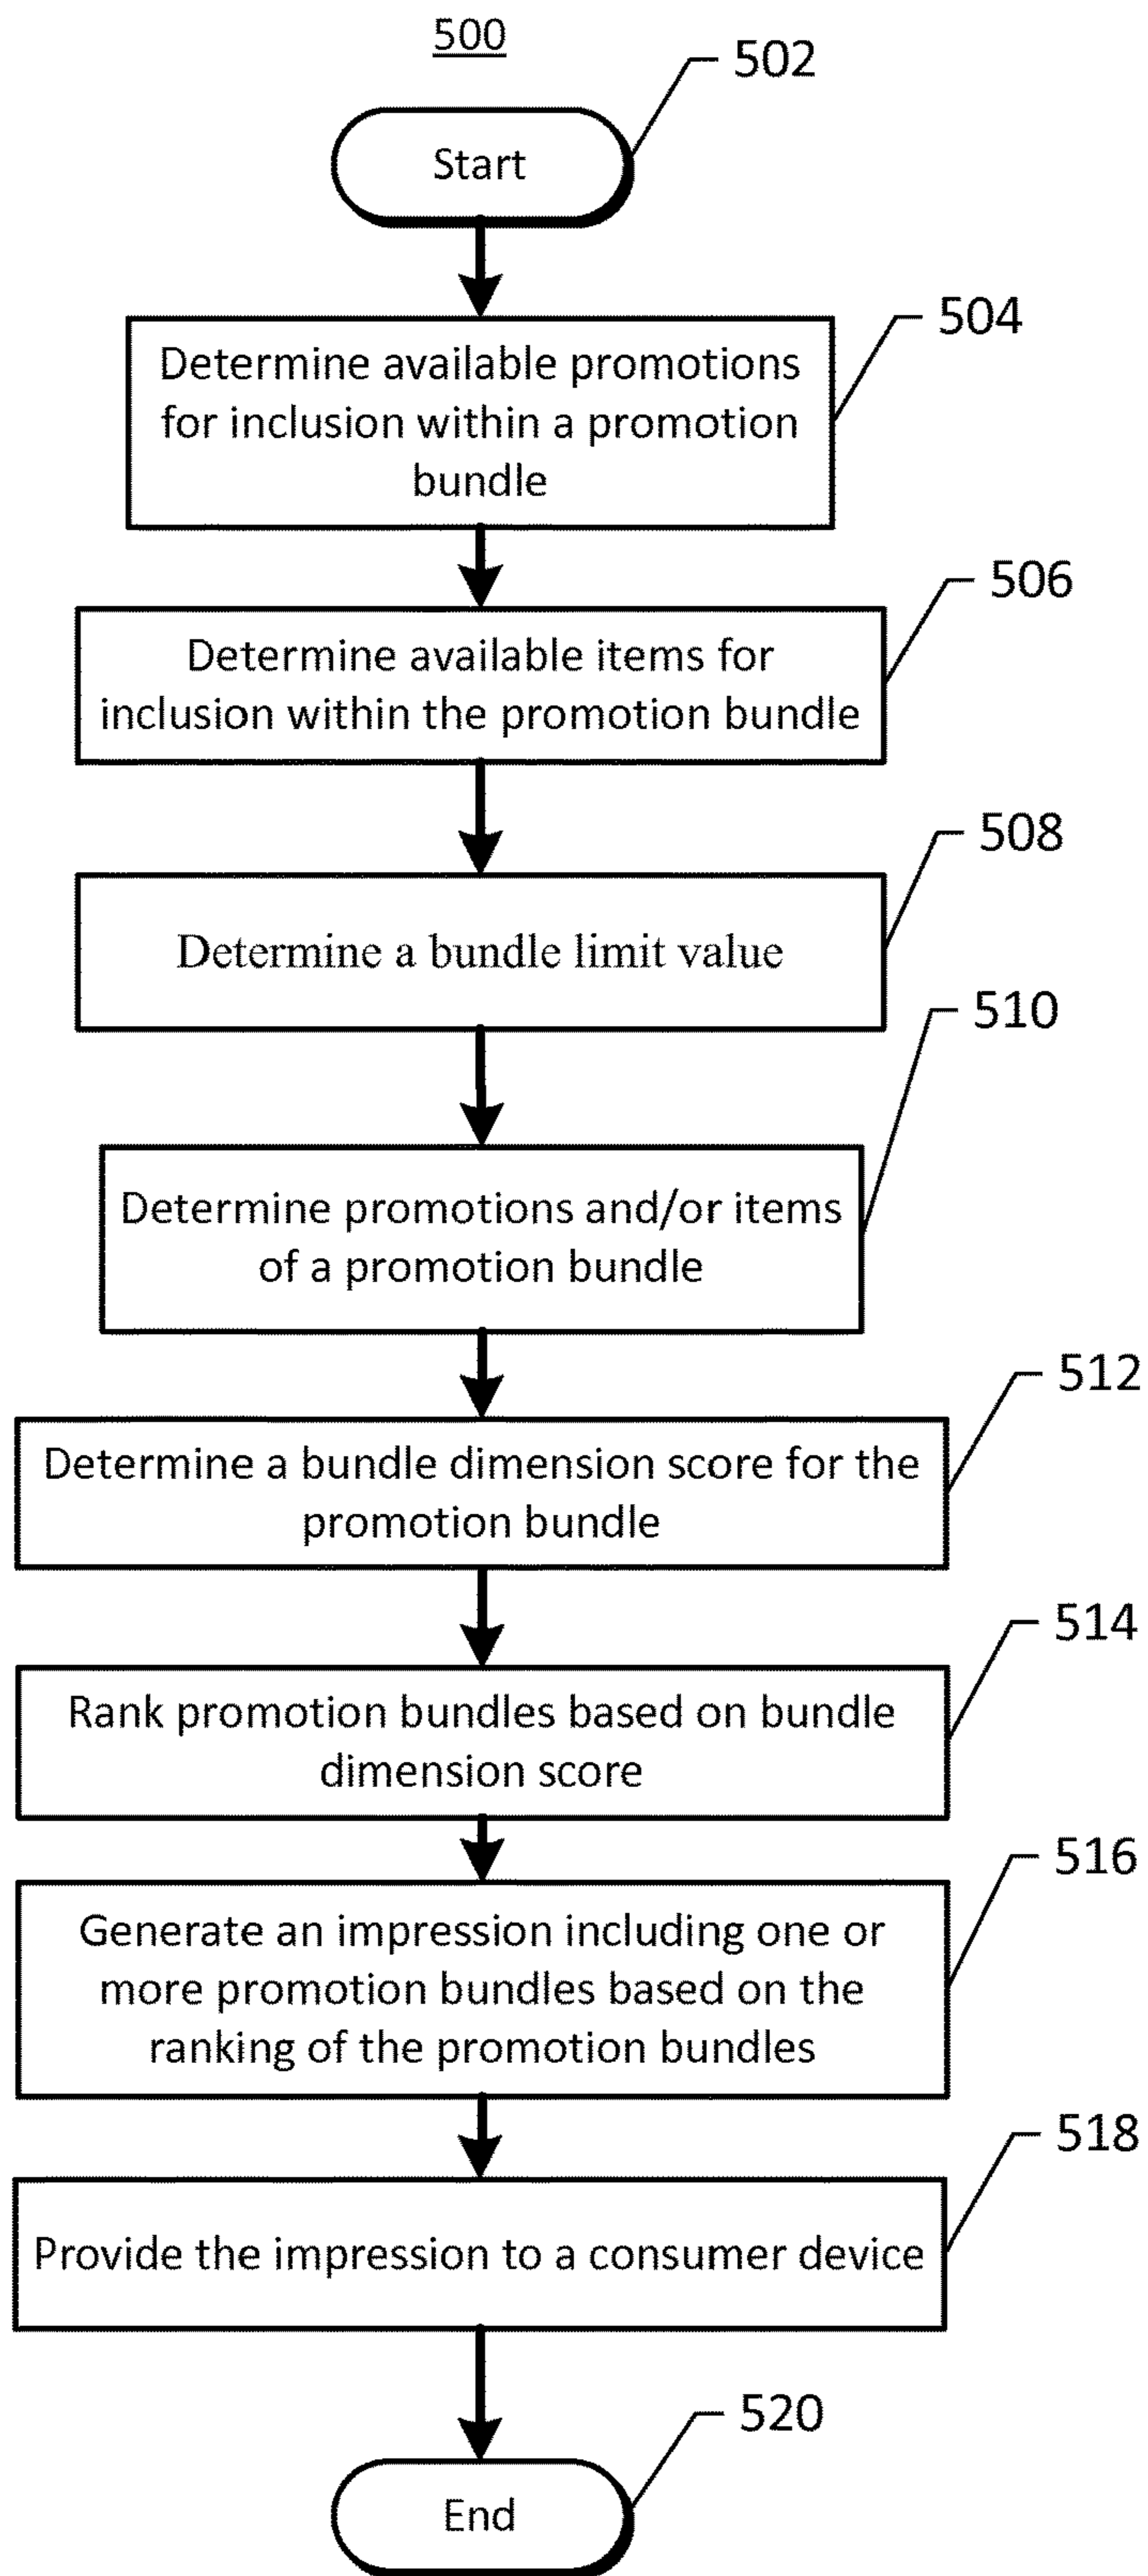 500
502
Start
504
Determine available promotions
for inclusion within a promotion
bundle
506
Determine available items for
inclusion within the promotion bundle
508
Determine a bundle limit value
510
Determine promotions and/or items
of a promotion bundle
512
Determine a bundle dimension score for the
promotion bundle
514
Rank promotion bundles based on bundle
dimension score
516
Generate an impression including one or
more promotion bundles based on the
ranking of the promotion bundles
518
Provide the impression to a consumer device
520
End